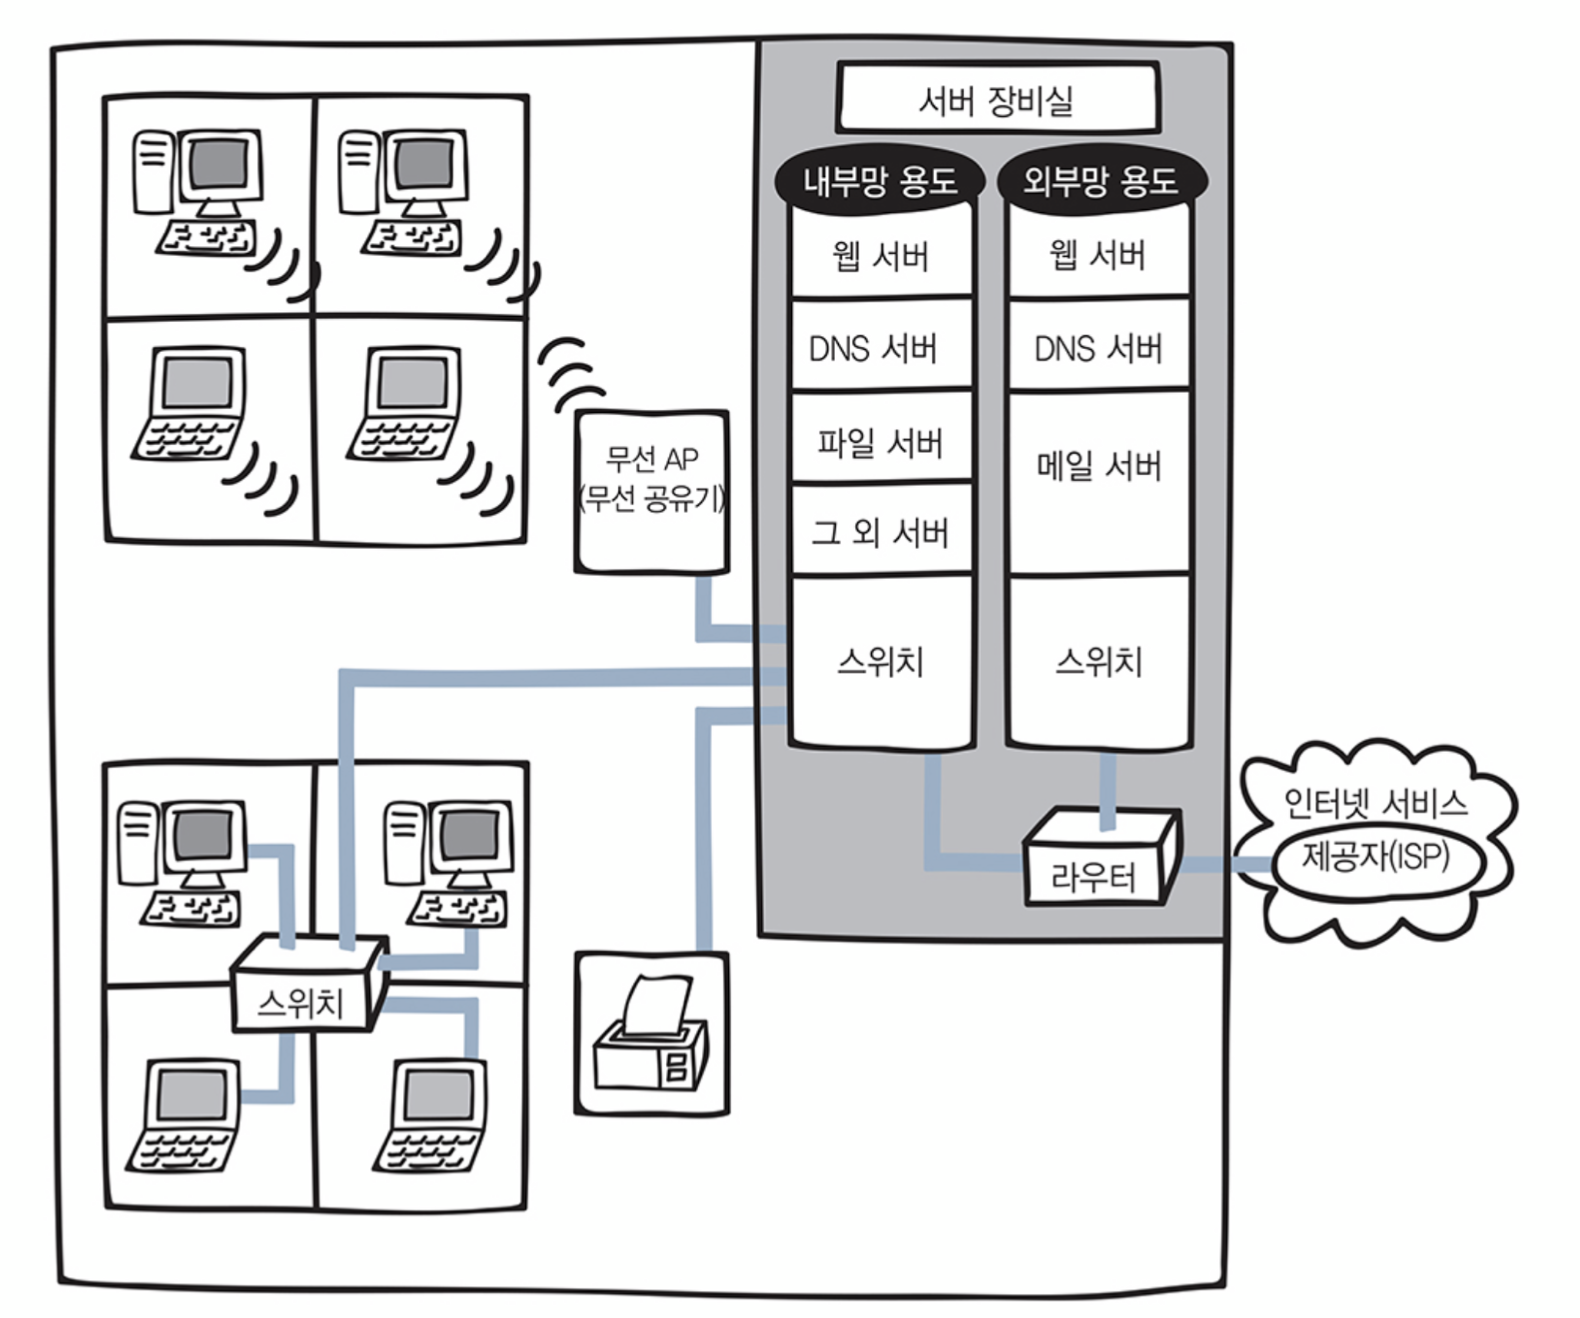 서버 장비실
내부망 용도
웹 서버
DNS 서버
파일 서버
그 외 서버
스위치
외부망 용도
웹 서버
DNS 서버
메일 서버
스위치
무선 AP
(무선 공유기)
라우터
인터넷 서비스
제공자(ISP)
스위치